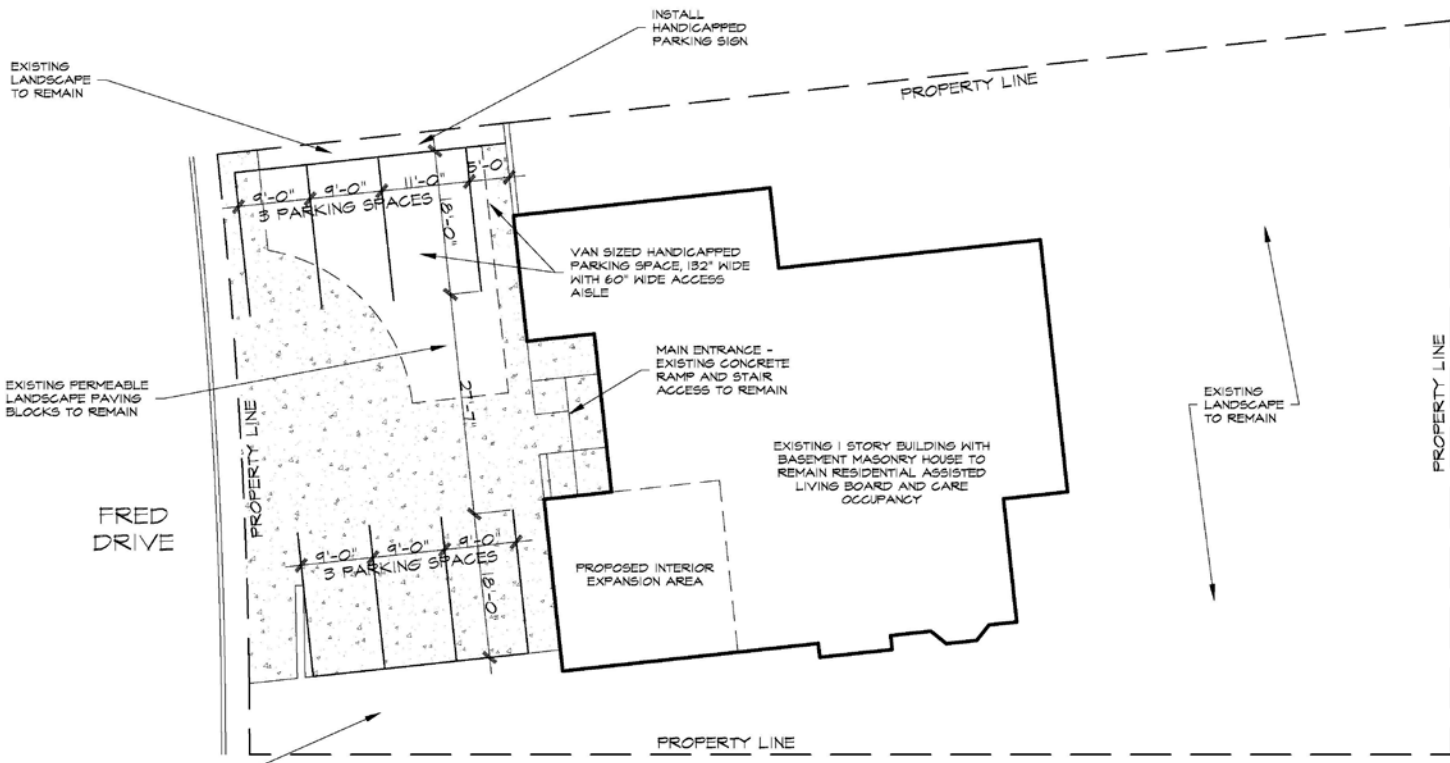 INSTALL
HANDICAPPED
PARKING SIGN
EXISTING
LANDSCAPE
TO REMAIN
PROPERTY LINE
9'-0"
9'-0"
11'-0"
5'-0"
3 PARKING SPACES
18'-0"
VAN SIZED HANDICAPPED
PARKING SPACE, 132" WIDE
WITH 60" WIDE ACCESS
AISLE
MAIN ENTRANCE -
EXISTING CONCRETE
RAMP AND STAIR
ACCESS TO REMAIN
EXISTING PERMEABLE
LANDSCAPE PAVING
BLOCKS TO REMAIN
27'-7"
PROPERTY LINE
EXISTING
LANDSCAPE
TO REMAIN
PROPERTY LINE
EXISTING 1 STORY BUILDING WITH
BASEMENT MASONRY HOUSE TO
REMAIN RESIDENTIAL ASSISTED
LIVING BOARD AND CARE
OCCUPANCY
FRED
DRIVE
9'-0"
9'-0"
9'-0"
3 PARKING SPACES
18'-0"
PROPOSED INTERIOR
EXPANSION AREA
PROPERTY LINE